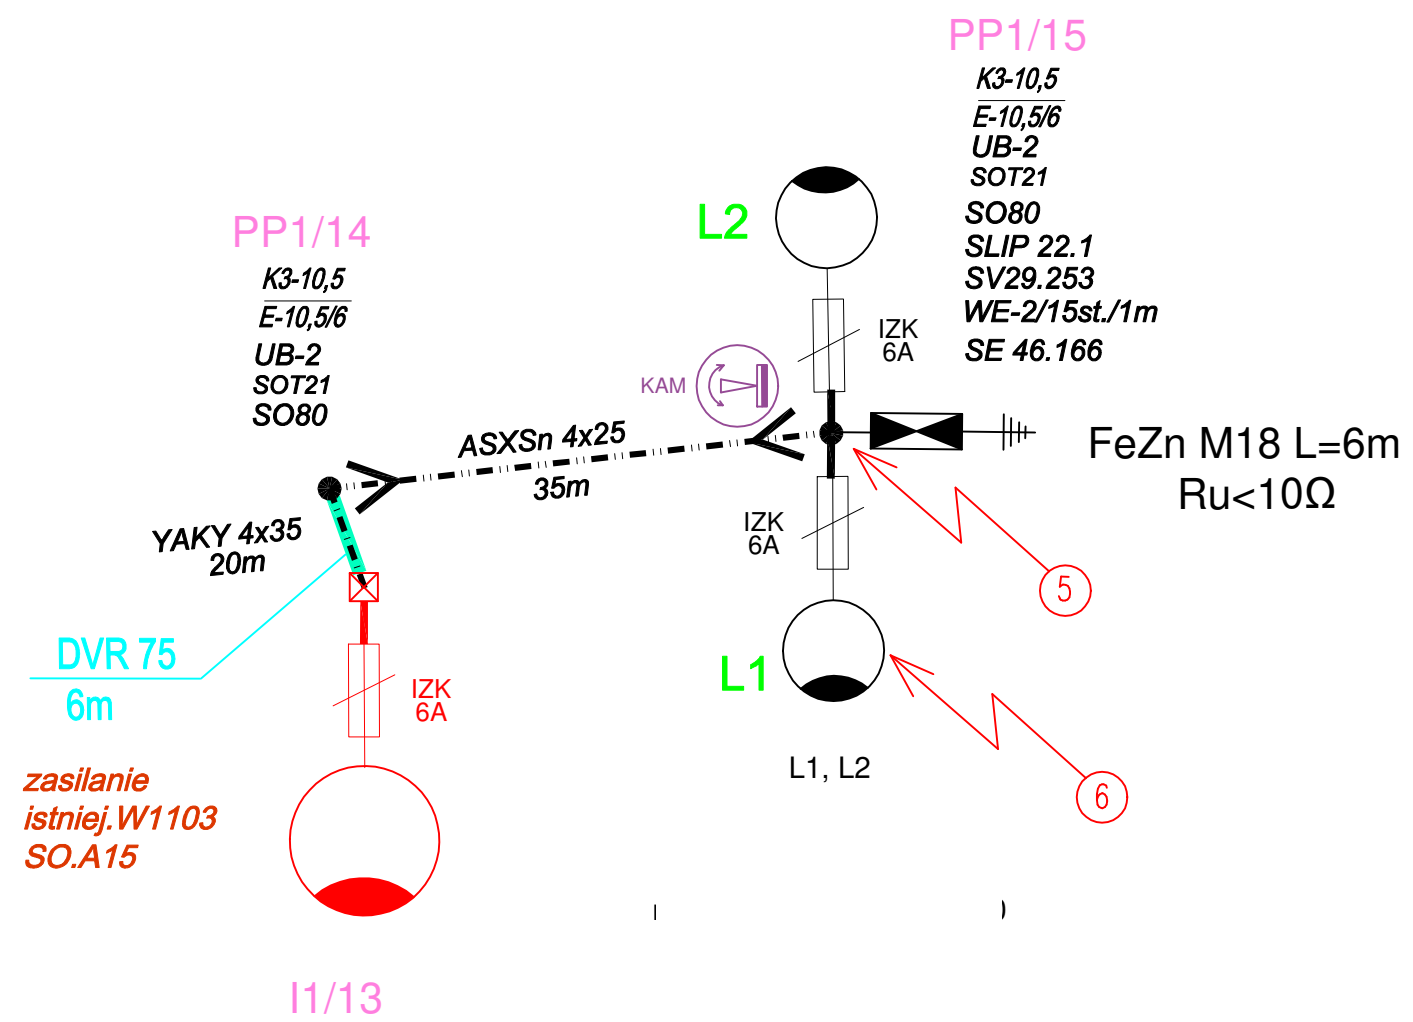 PP1/15
K3-10,5
E-10,5/6
UB-2
SOT21
SO80
SLIP 22.1
SV29.253
WE-2/15st./1m
SE 46.166
L2
PP1/14
K3-10,5
E-10,5/6
UB-2
SOT21
SO80
IZK
6A
KAM
ASXSn 4x25
35m
FeZn M18 L=6m
Ru<10Ω
YAKY 4x35
20m
IZK
6A
5
DVR 75
6m
L1
IZK
6A
6
L1, L2
zasilanie
istniej.W1103
SO.A15
I1/13